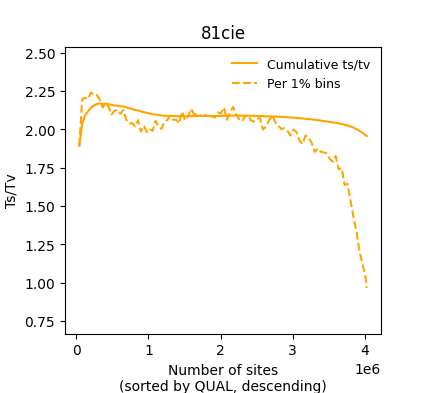 81cie
Cumulative ts/tv
Per 1% bins
2.50
2.25
2.00
1.75
1.50
1.25
1.00
0.75
Ts/Tv
0 1 2 3 4
1e6
Number of sites
(sorted by QUAL, descending)